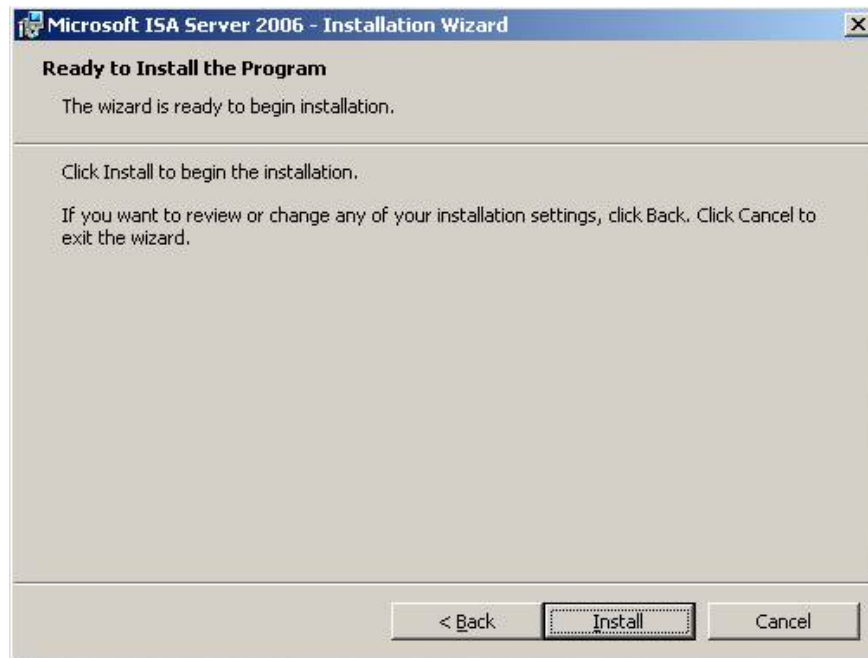 Microsoft ISA Server 2006 - Installation Wizard
Ready to Install the Program
The wizard is ready to begin installation.
Click Install to begin the installation.
If you want to review or change any of your installation settings, click Back. Click Cancel to
exit the wizard.
< Back Install Cancel